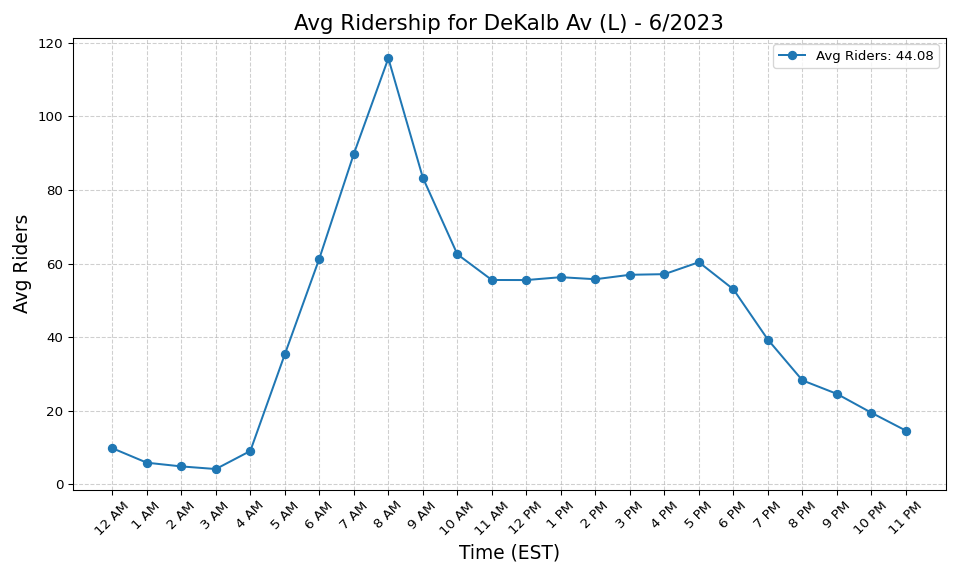 Avg Ridership for DeKalb Av (L) - 6/2023
Avg Riders: 44.08
Avg Riders
120
100
80
60
40
20
0
12 AM
1 AM
2 AM
3 AM
4 AM
5 AM
6 AM
7 AM
8 AM
9 AM
10 AM
11 AM
12 PM
1 PM
2 PM
3 PM
4 PM
5 PM
6 PM
7 PM
8 PM
9 PM
10 PM
11 PM
Time (EST)